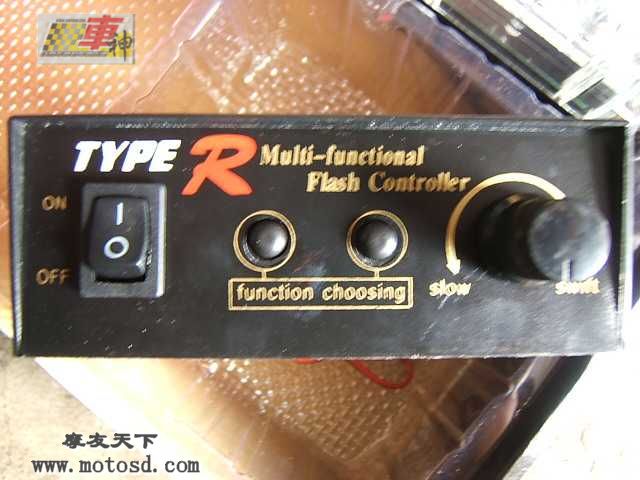 車神
TYPE R Multi-functional
Flash Controller
ON
OFF
function choosing
slow
swift
摩友天下
www.motosd.com